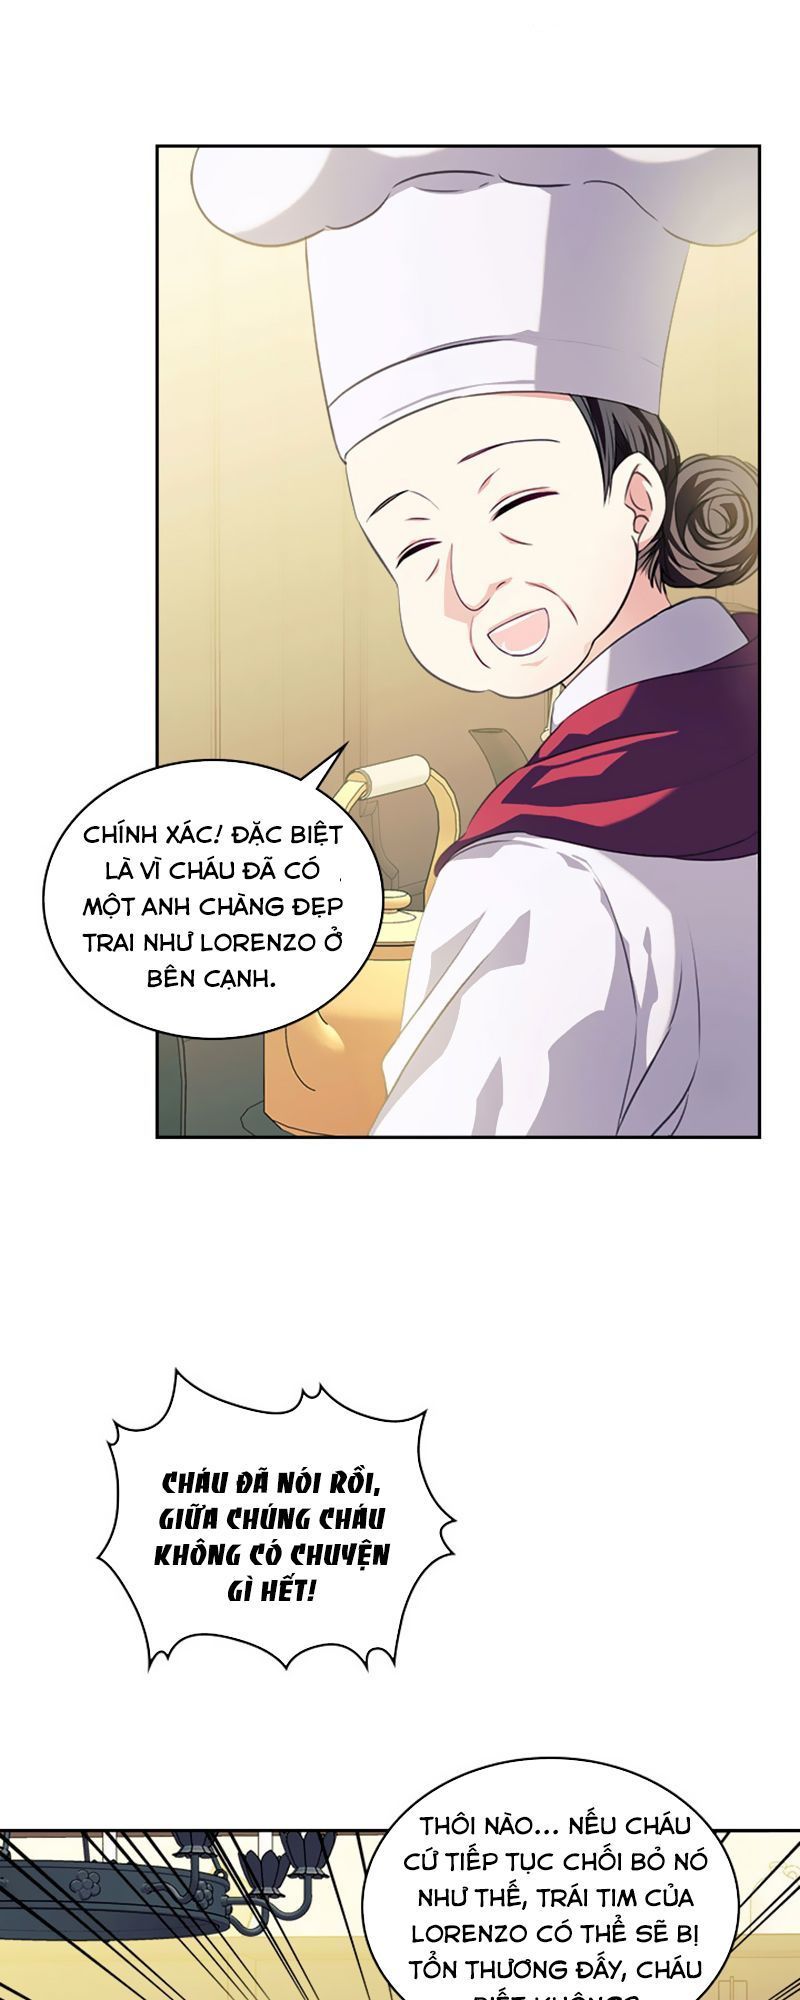 CHÍNH XÁC! ĐẶC BIỆT
LÀ VÌ CHÁU ĐÃ CÓ
MỘT ANH CHÀNG ĐẸP
TRAI NHƯ LORENZO Ở
BÊN CẠNH.
CHÁU ĐÃ NÓI RỒI,
GIỮA CHÚNG CHÁU
KHÔNG CÓ CHUYỆN
GÌ HẾT!
THÔI NÀO... NẾU CHÁU
CỨ TIẾP TỤC CHỐI BỎ NÓ
NHƯ THẾ, TRÁI TIM CỦA
LORENZO CÓ THỂ SẼ BỊ
TỔN THƯƠNG ĐẤY, CHÁU
BIẾT KHÔNG?